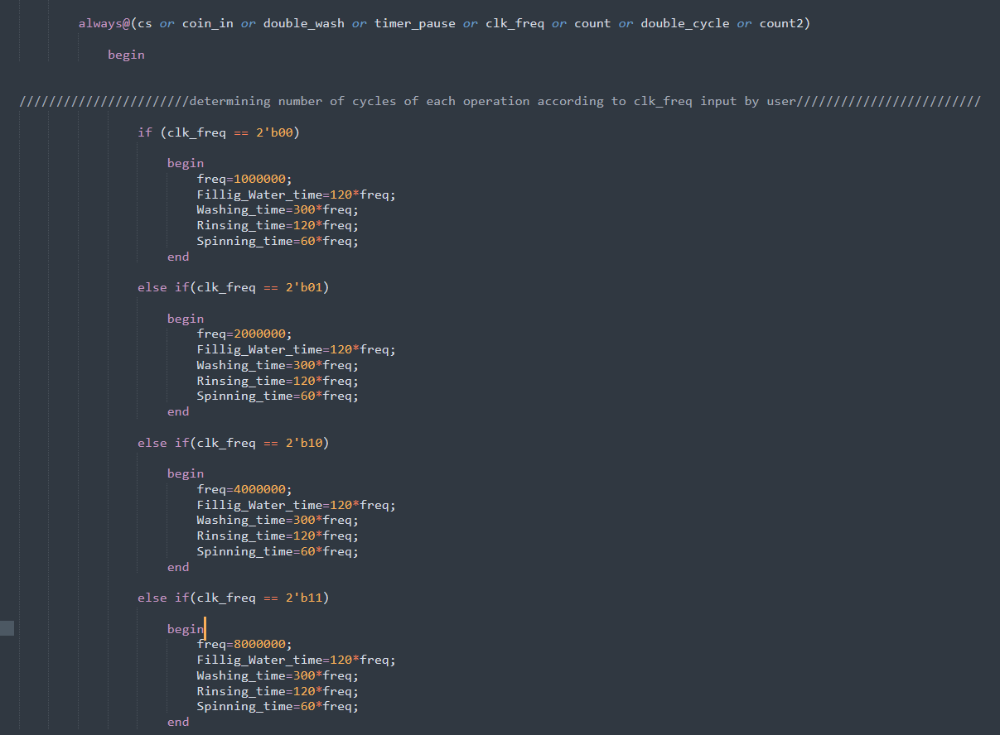 always@(cs or coin_in or double_wash or timer_pause or clk_freq or count or double_cycle or count2)
begin
///////////////////////determining number of cycles of each operation according to clk_freq input by user/////////////////////////
if (clk_freq == 2'b00)
begin
freq=1000000;
Fillig_Water_time=120*freq;
Washing_time=300*freq;
Rinsing_time=120*freq;
Spinning_time=60*freq;
end
else if(clk_freq == 2'b01)
begin
freq=2000000;
Fillig_Water_time=120*freq;
Washing_time=300*freq;
Rinsing_time=120*freq;
Spinning_time=60*freq;
end
else if(clk_freq == 2'b10)
begin
freq=4000000;
Fillig_Water_time=120*freq;
Washing_time=300*freq;
Rinsing_time=120*freq;
Spinning_time=60*freq;
end
else if(clk_freq == 2'b11)
begin
freq=8000000;
Fillig_Water_time=120*freq;
Washing_time=300*freq;
Rinsing_time=120*freq;
Spinning_time=60*freq;
end